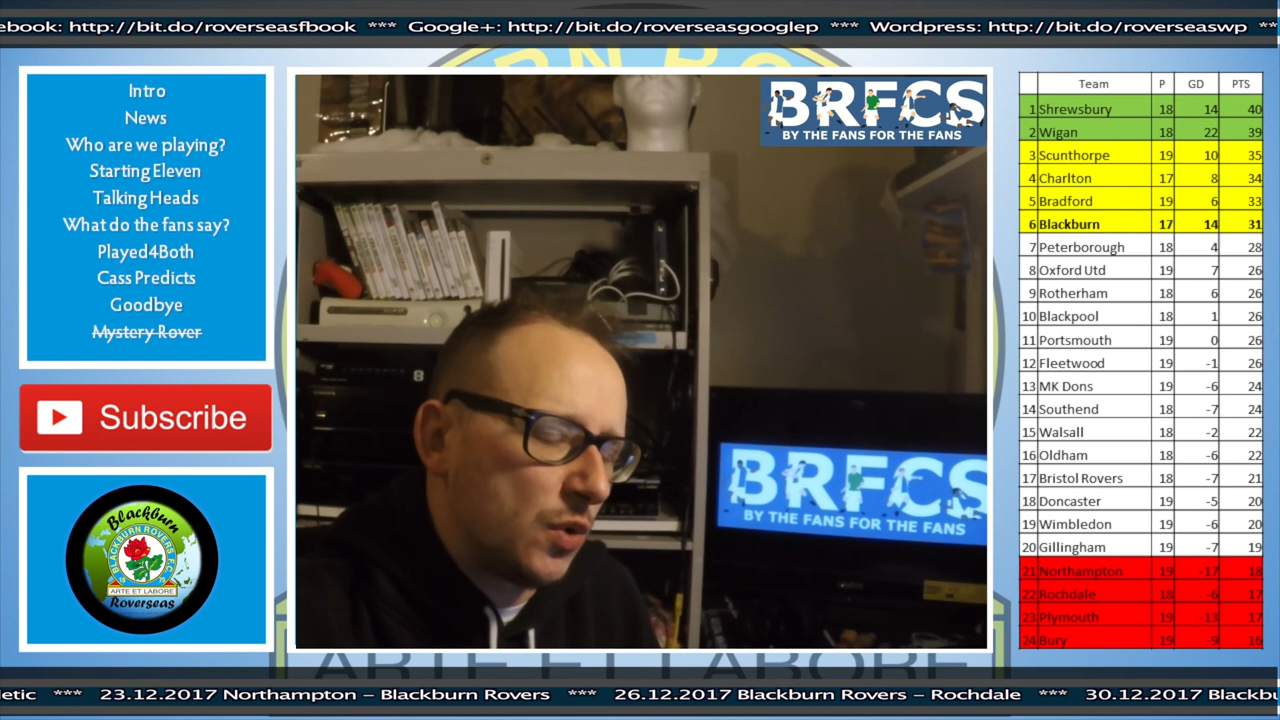 ebook: http://bit.do/roverseasfbook *** Google+: http://bit.do/roverseasgooglep *** Wordpress: http://bit.do/roverseaswp **
Intro
News
Who are we playing?
Starting Eleven
Talking Heads
What do the fans say?
Played4Both
Cass Predicts
Goodbye
Mystery Rover
Subscribe
Blackburn
BLACKBURN ROVERS F.C.
18 75
ARTE ET LABORE
Roverseas
BRFCS
BY THE FANS FOR THE FANS
8
BRFCS
BY THE FANS FOR THE FANS
ARTE ET LABORE
Team P GD PTS
1 Shrewsbury 18 14 40
2 Wigan 18 22 39
3 Scunthorpe 19 10 35
4 Charlton 17 8 34
5 Bradford 19 6 33
6 Blackburn 17 14 31
7 Peterborough 18 4 28
8 Oxford Utd 19 7 26
9 Rotherham 18 6 26
10 Blackpool 18 1 26
11 Portsmouth 19 0 26
12 Fleetwood 19 -1 26
13 MK Dons 19 -6 24
14 Southend 18 -7 24
15 Walsall 18 -2 22
16 Oldham 18 -6 22
17 Bristol Rovers 18 -7 21
18 Doncaster 19 -5 20
19 Wimbledon 19 -6 20
20 Gillingham 19 -7 19
21 Northampton 19 -17 18
22 Rochdale 18 -6 17
23 Plymouth 19 -13 17
24 Bury 19 -9 16
letic *** 23.12.2017 Northampton – Blackburn Rovers *** 26.12.2017 Blackburn Rovers – Rochdale *** 30.12.2017 Blackbu